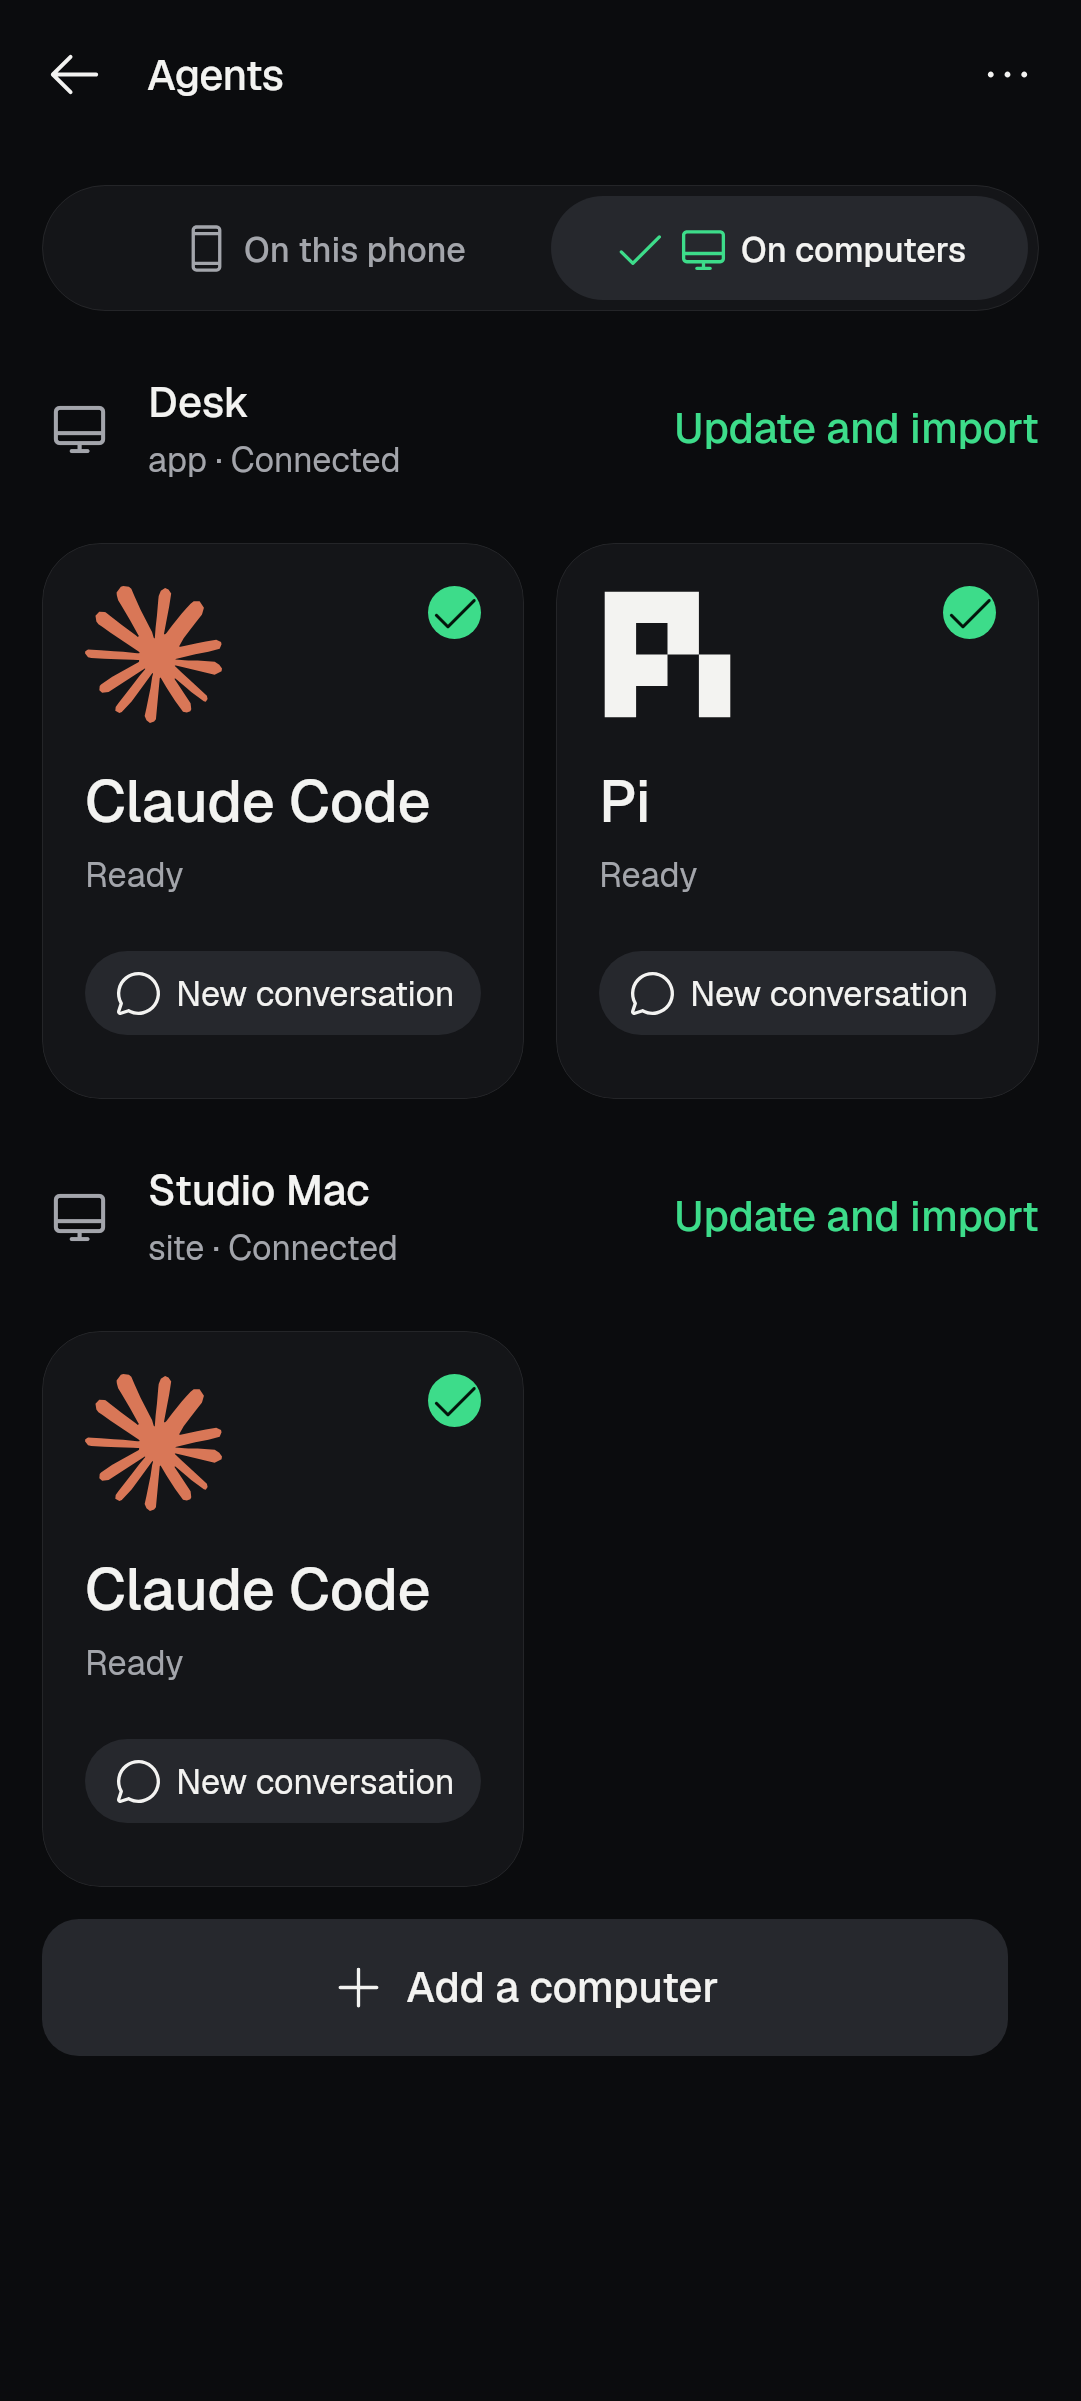 Agents
On this phone
On computers
Desk
app · Connected
Update and import
Claude Code
Ready
New conversation
Pi
Ready
New conversation
Studio Mac
site · Connected
Update and import
Claude Code
Ready
New conversation
Add a computer